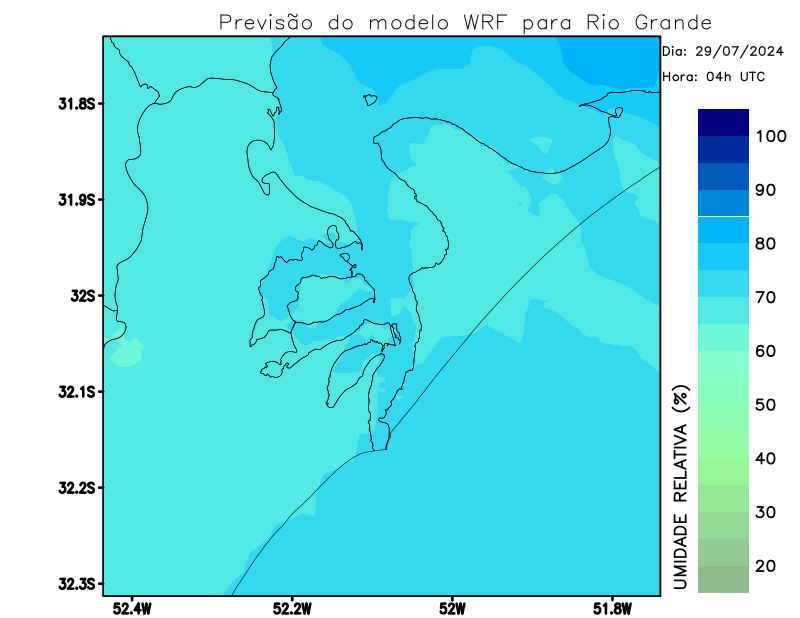 Previsão do modelo WRF para Rio Grande
Dia: 29/07/2024
Hora: 04h UTC
31.8S
31.9S
32S
32.1S
32.2S
32.3S
52.4W
52.2W
52W
51.8W
100
90
80
70
60
50
40
30
20
UMIDADE RELATIVA (%)